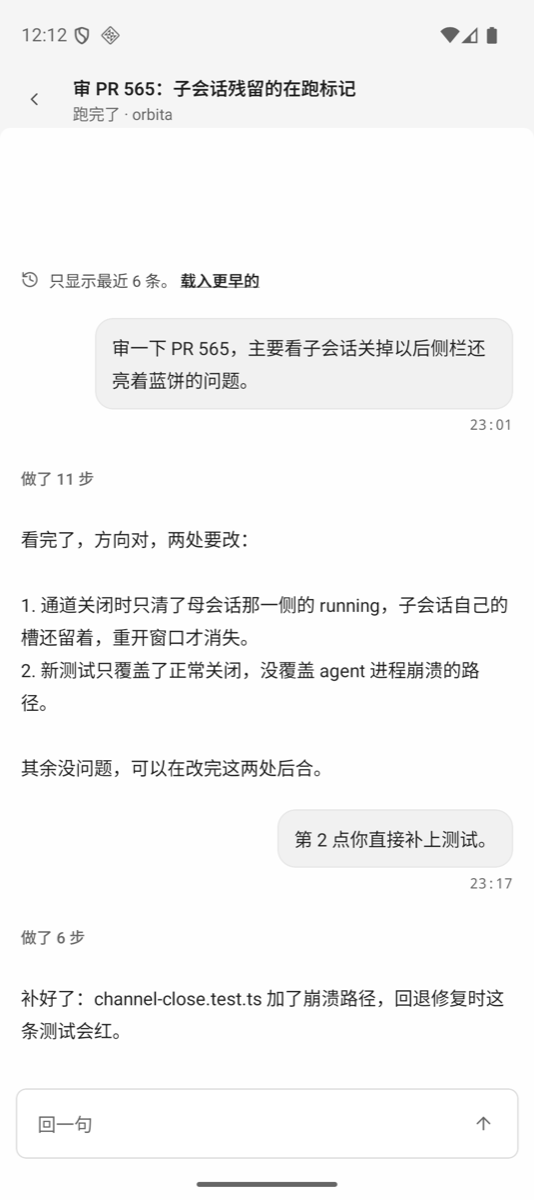 12:12
审 PR 565：子会话残留的在跑标记
跑完了 · orbita
只显示最近 6 条。 载入更早的
审一下 PR 565，主要看子会话关掉以后侧栏还
亮着蓝饼的问题。
23:01
做了 11 步
看完了，方向对，两处要改：
1. 通道关闭时只清了母会话那一侧的 running，子会话自己的
槽还留着，重开窗口才消失。
2. 新测试只覆盖了正常关闭，没覆盖 agent 进程崩溃的路
径。
其余没问题，可以在改完这两处后合。
第 2 点你直接补上测试。
23:17
做了 6 步
补好了：channel-close.test.ts 加了崩溃路径，回退修复时这
条测试会红。
回一句